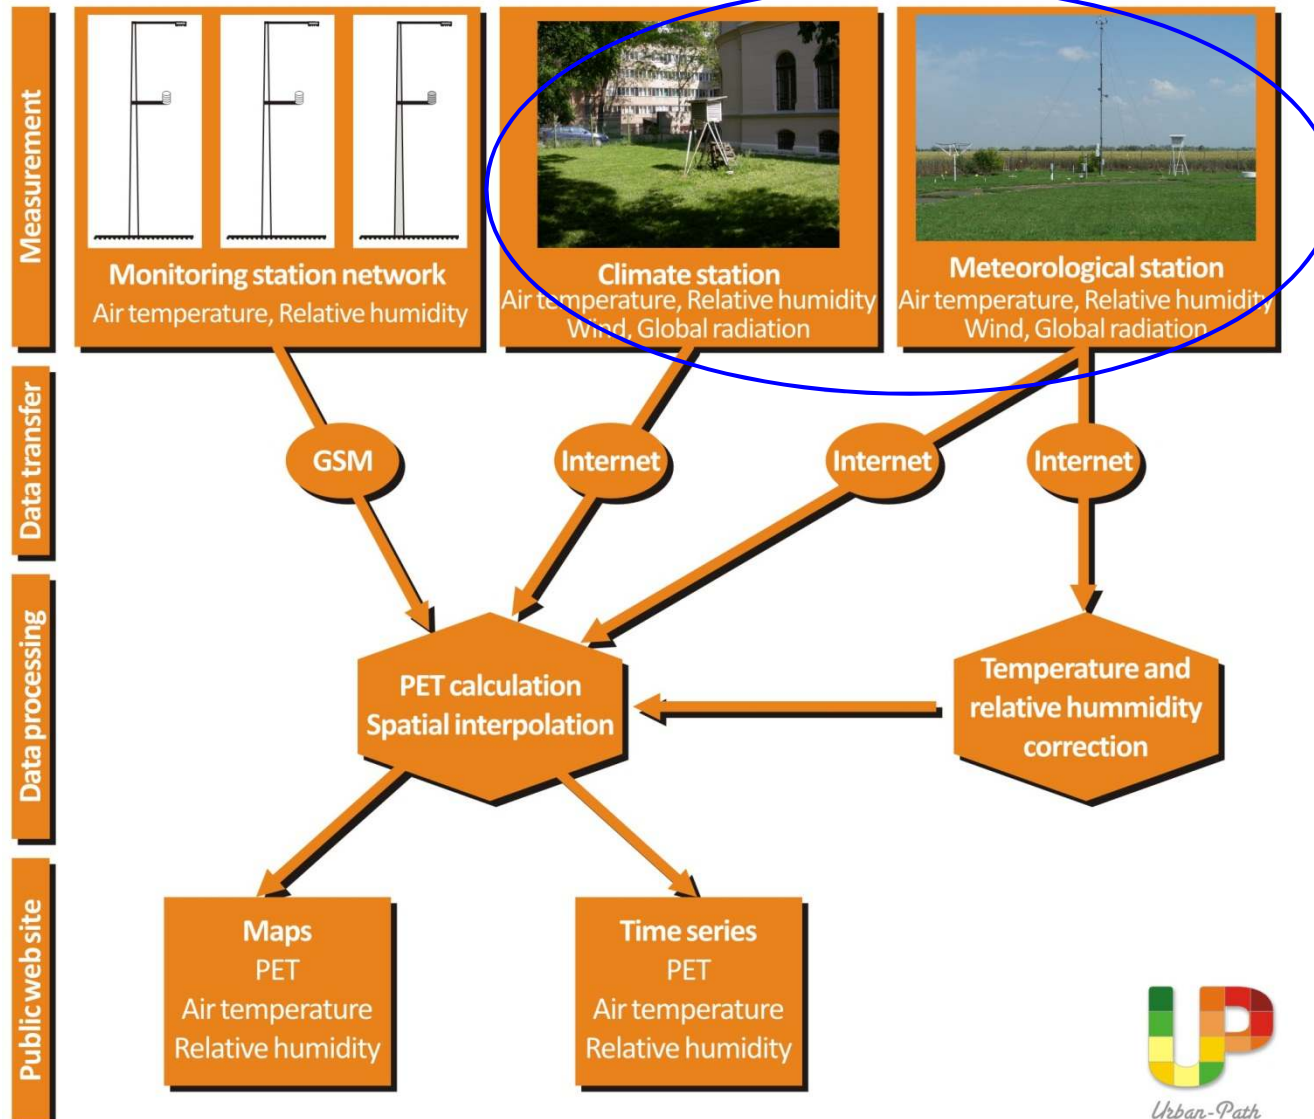 Measurement
Monitoring station network
Air temperature, Relative humidity
Climate station
Air temperature, Relative humidity
Wind, Global radiation
Meteorological station
Air temperature, Relative humidity
Wind, Global radiation
Data transfer
GSM
Internet
Internet
Internet
Data processing
PET calculation
Spatial interpolation
Temperature and
relative hummidity
correction
Public web site
Maps
PET
Air temperature
Relative humidity
Time series
PET
Air temperature
Relative humidity
UP
Urban-Path